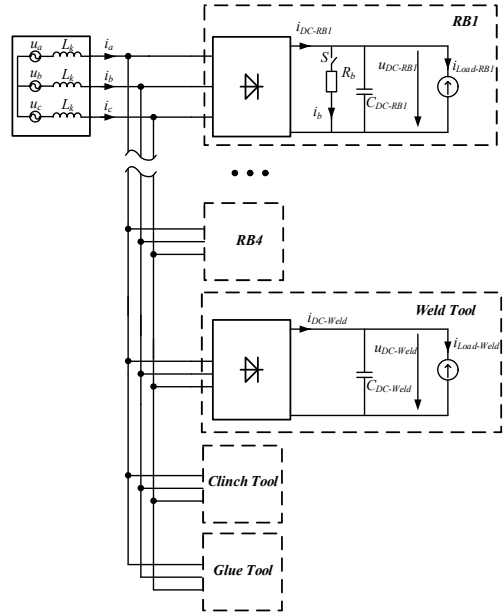 RB1
u_a L_k i_a
u_b L_k i_b
u_c L_k i_c
i_DC-RB1
S
R_b
i_b
C_DC-RB1
u_DC-RB1
i_Load-RB1
RB4
Weld Tool
i_DC-Weld
u_DC-Weld
C_DC-Weld
i_Load-Weld
Clinch Tool
Glue Tool